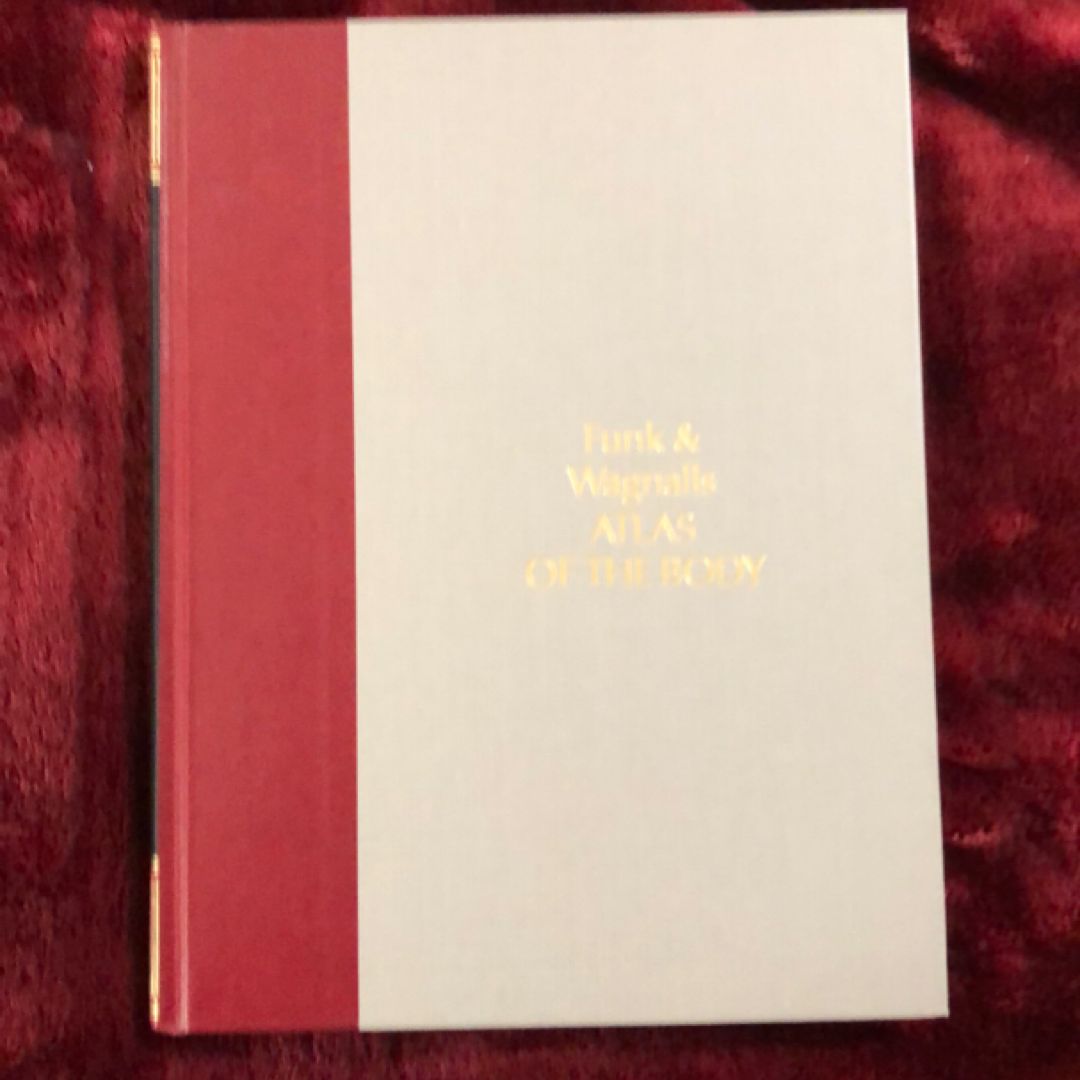 Funk &
Wagnalls
ATLAS
OF THE BODY